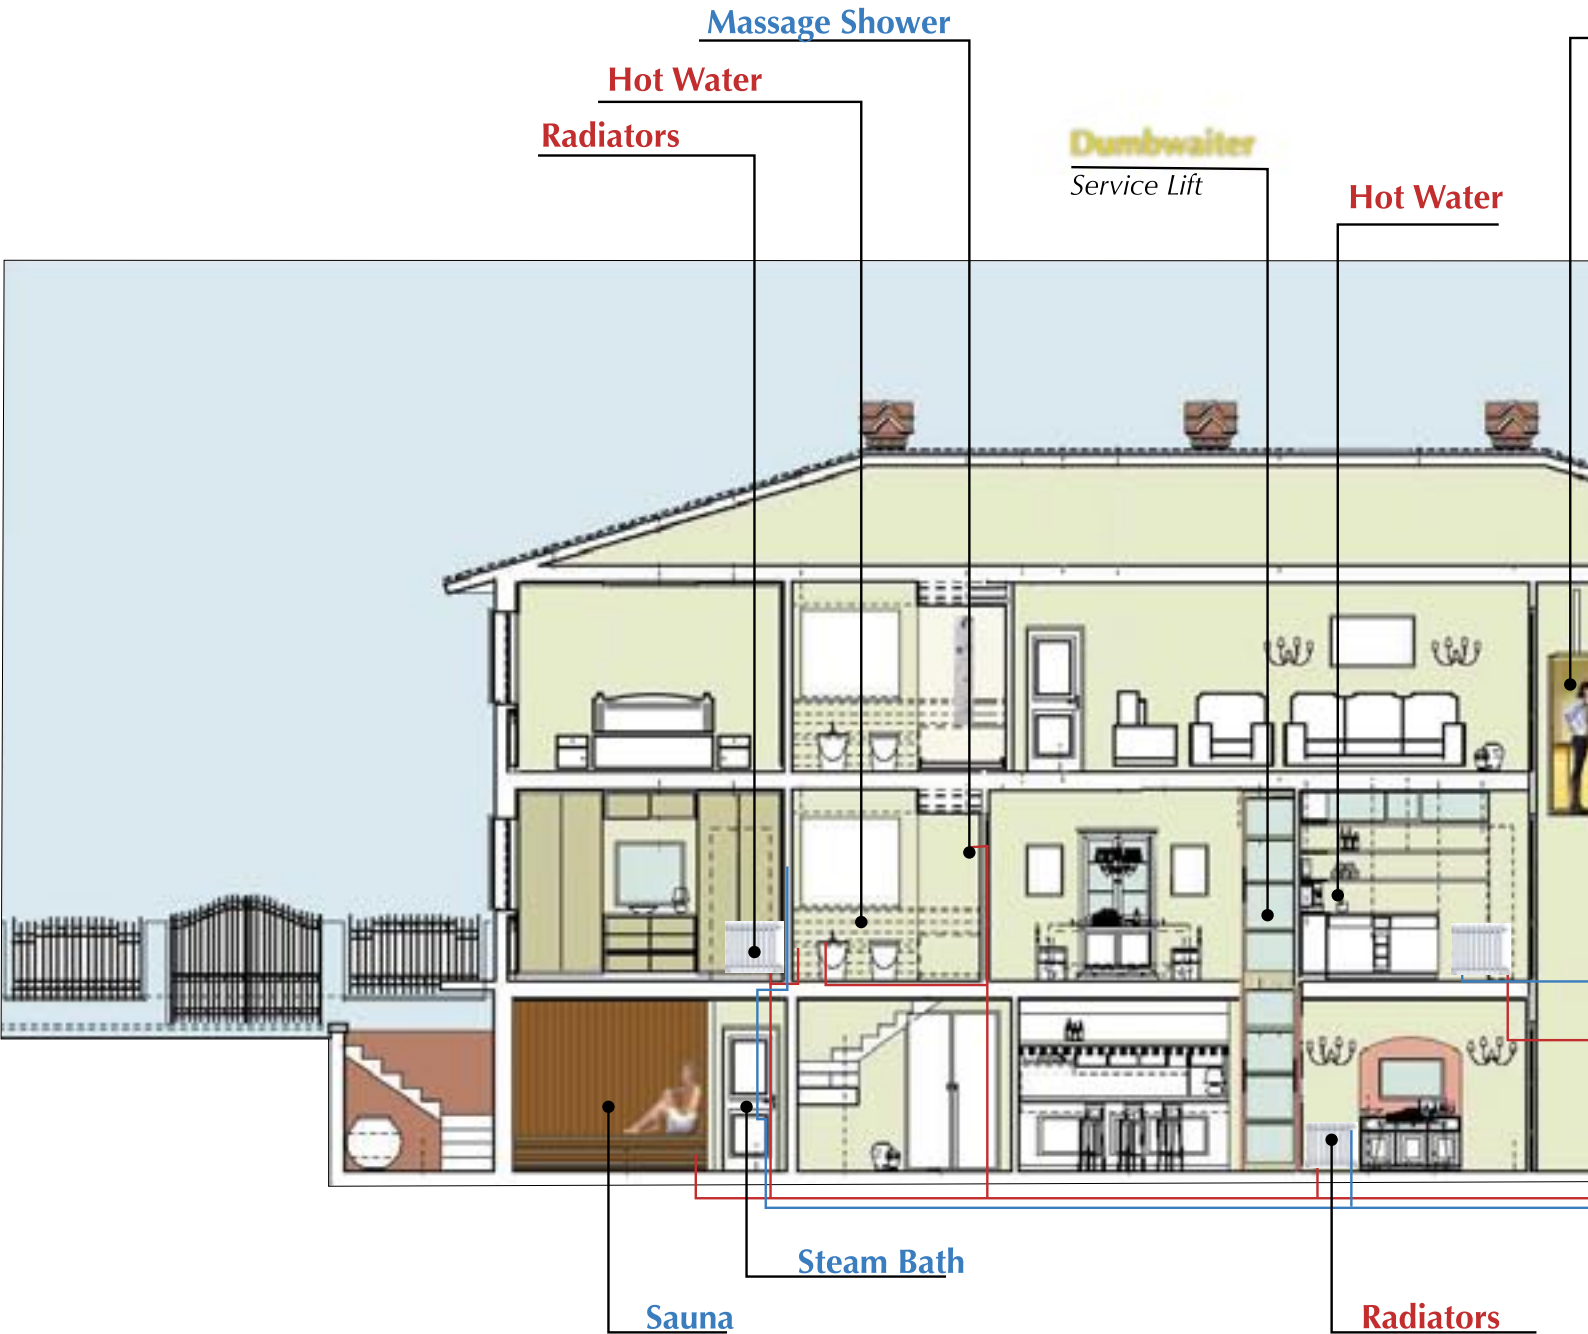 Massage Shower
Hot Water
Radiators
Dumbwaiter
Service Lift
Hot Water
Steam Bath
Sauna
Radiators